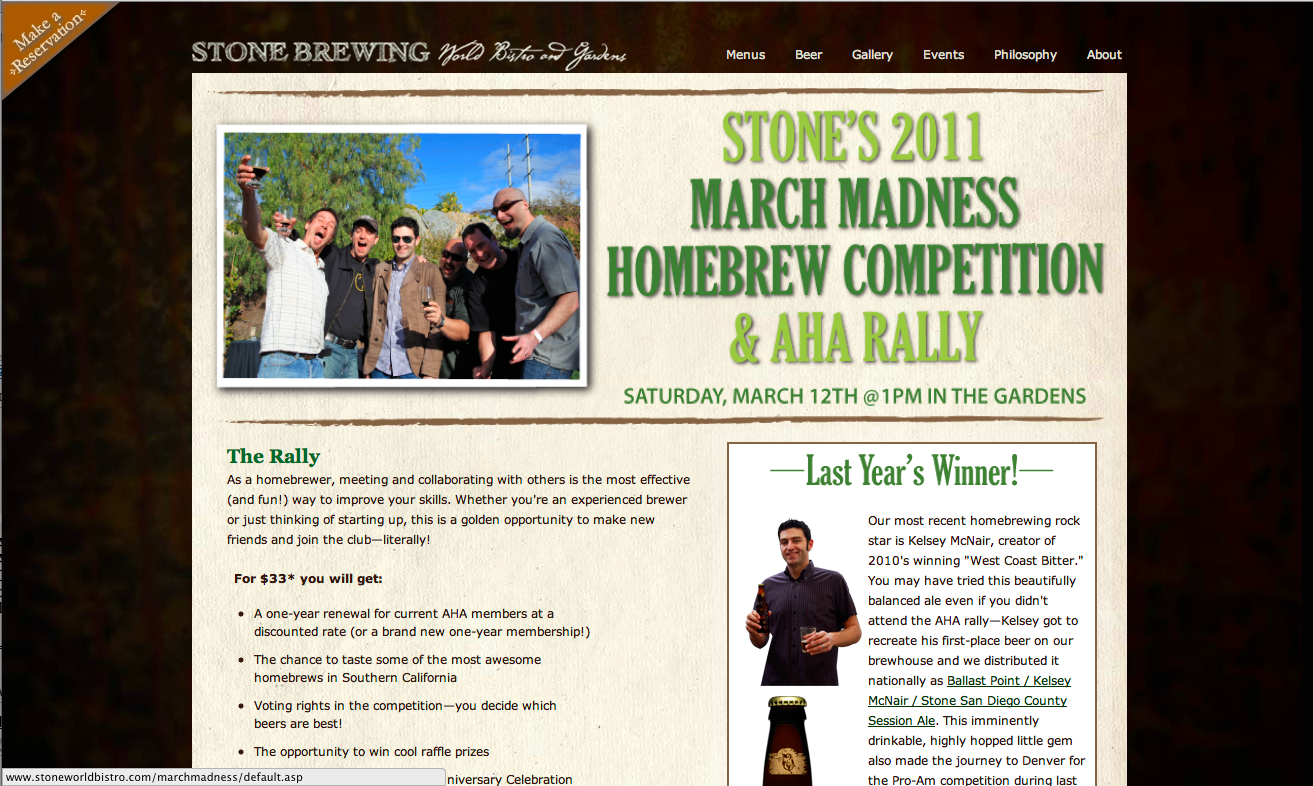 Make a
»Reservation«
STONE BREWING World Bistro and Gardens
Menus Beer Gallery Events Philosophy About
STONE'S 2011
MARCH MADNESS
HOMEBREW COMPETITION
& AHA RALLY
SATURDAY, MARCH 12TH @1PM IN THE GARDENS
The Rally
As a homebrewer, meeting and collaborating with others is the most effective
(and fun!) way to improve your skills. Whether you're an experienced brewer
or just thinking of starting up, this is a golden opportunity to make new
friends and join the club—literally!
For $33* you will get:
• A one-year renewal for current AHA members at a
discounted rate (or a brand new one-year membership!)
• The chance to taste some of the most awesome
homebrews in Southern California
• Voting rights in the competition—you decide which
beers are best!
• The opportunity to win cool raffle prizes
niversary Celebration
Last Year's Winner!
Our most recent homebrewing rock
star is Kelsey McNair, creator of
2010's winning "West Coast Bitter."
You may have tried this beautifully
balanced ale even if you didn't
attend the AHA rally—Kelsey got to
recreate his first-place beer on our
brewhouse and we distributed it
nationally as Ballast Point / Kelsey
McNair / Stone San Diego County
Session Ale. This imminently
drinkable, highly hopped little gem
also made the journey to Denver for
the Pro-Am competition during last
www.stoneworldbistro.com/marchmadness/default.asp